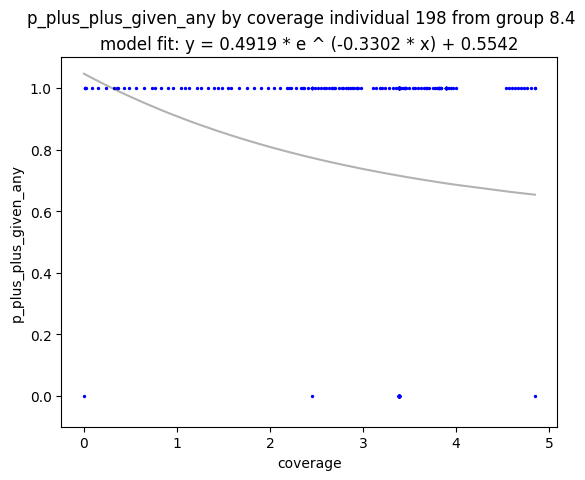 p_plus_plus_given_any by coverage individual 198 from group 8.4
model fit: y = 0.4919 * e ^ (-0.3302 * x) + 0.5542
1.0
0.8
0.6
0.4
0.2
0.0
p_plus_plus_given_any
0 1 2 3 4 5
coverage